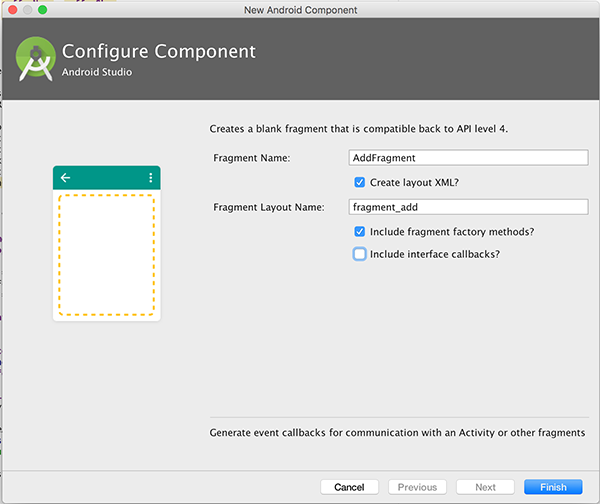 New Android Component
Configure Component
Android Studio
Creates a blank fragment that is compatible back to API level 4.
Fragment Name: AddFragment
Create layout XML?
Fragment Layout Name: fragment_add
Include fragment factory methods?
Include interface callbacks?
Generate event callbacks for communication with an Activity or other fragments
Cancel Previous Next Finish